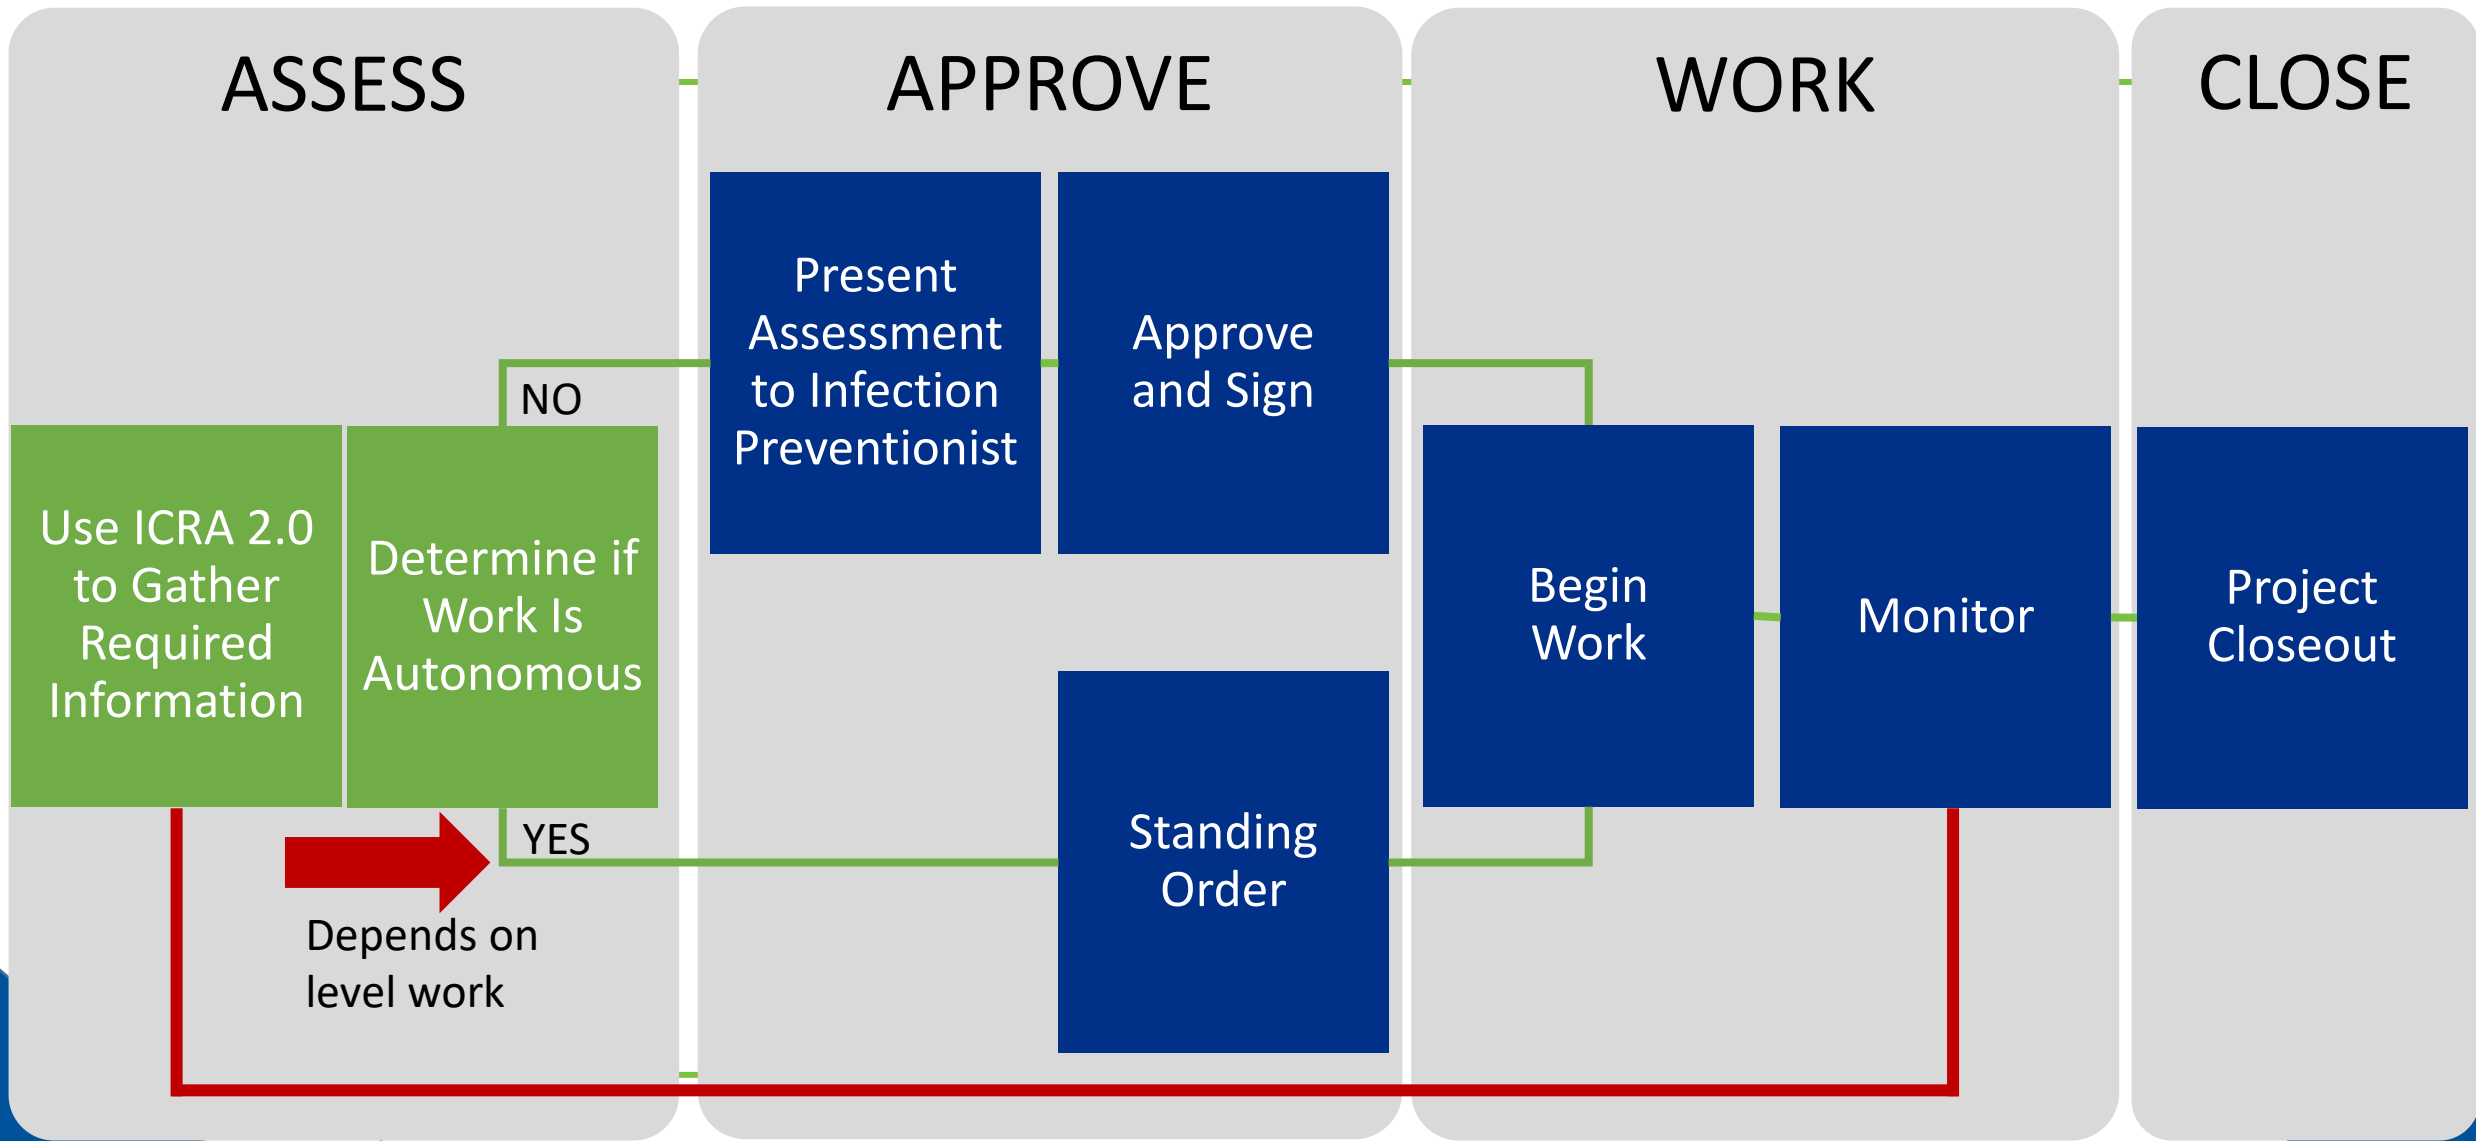 ASSESS
APPROVE
WORK
CLOSE
Use ICRA 2.0
to Gather
Required
Information
Determine if
Work Is
Autonomous
NO
YES
Depends on
level work
Present
Assessment
to Infection
Preventionist
Approve
and Sign
Standing
Order
Begin
Work
Monitor
Project
Closeout